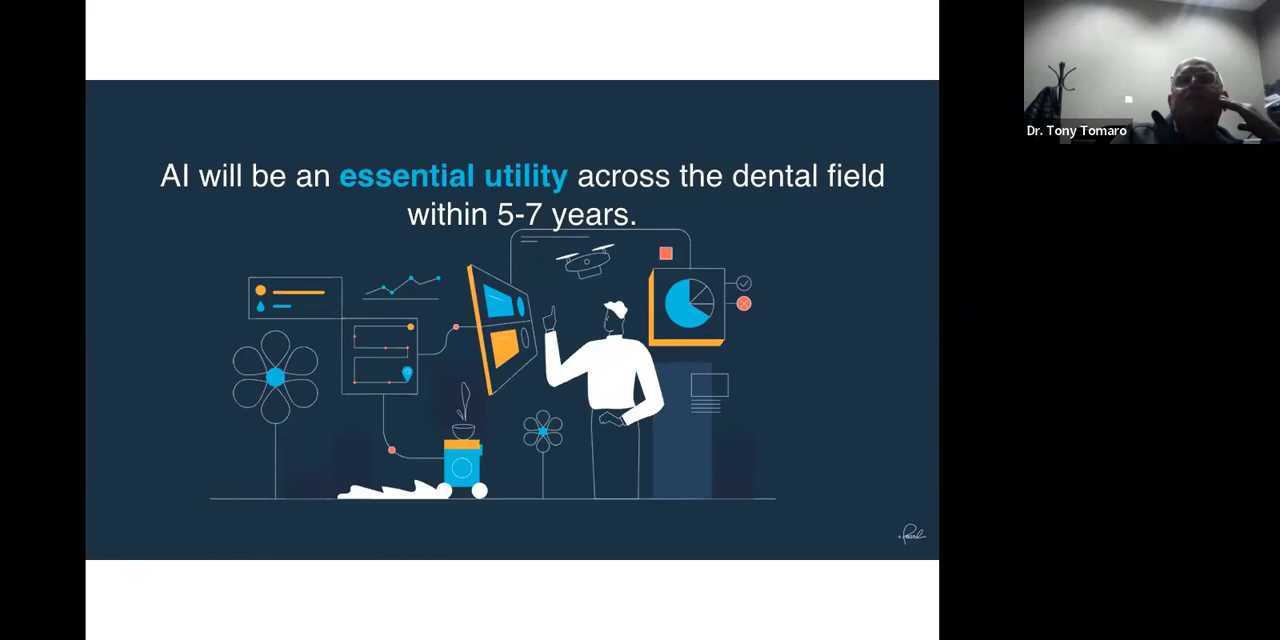 AI will be an essential utility across the dental field
within 5-7 years.
Dr. Tony Tomaro